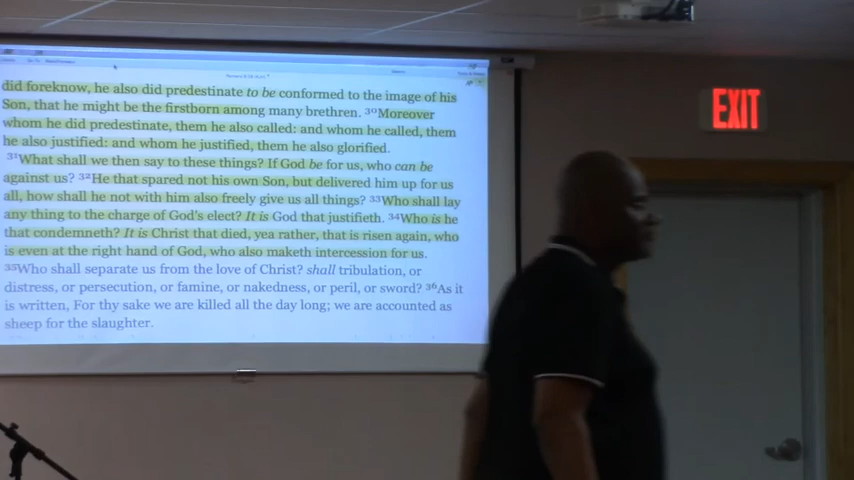 did foreknow, he also did predestinate to be conformed to the image of his
Son, that he might be the firstborn among many brethren. 30Moreover
whom he did predestinate, them he also called: and whom he called, them
he also justified: and whom he justified, them he also glorified.
31What shall we then say to these things? If God be for us, who can be
against us? 32He that spared not his own Son, but delivered him up for us
all, how shall he not with him also freely give us all things? 33Who shall lay
any thing to the charge of God's elect? It is God that justifieth. 34Who is he
that condemneth? It is Christ that died, yea rather, that is risen again, who
is even at the right hand of God, who also maketh intercession for us.
35Who shall separate us from the love of Christ? shall tribulation, or
distress, or persecution, or famine, or nakedness, or peril, or sword? 36As it
is written, For thy sake we are killed all the day long; we are accounted as
sheep for the slaughter.
EXIT